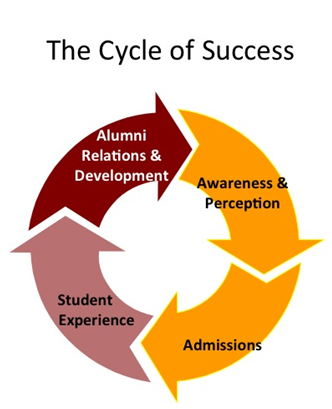 The Cycle of Success
Alumni
Relations &
Development
Awareness &
Perception
Admissions
Student
Experience